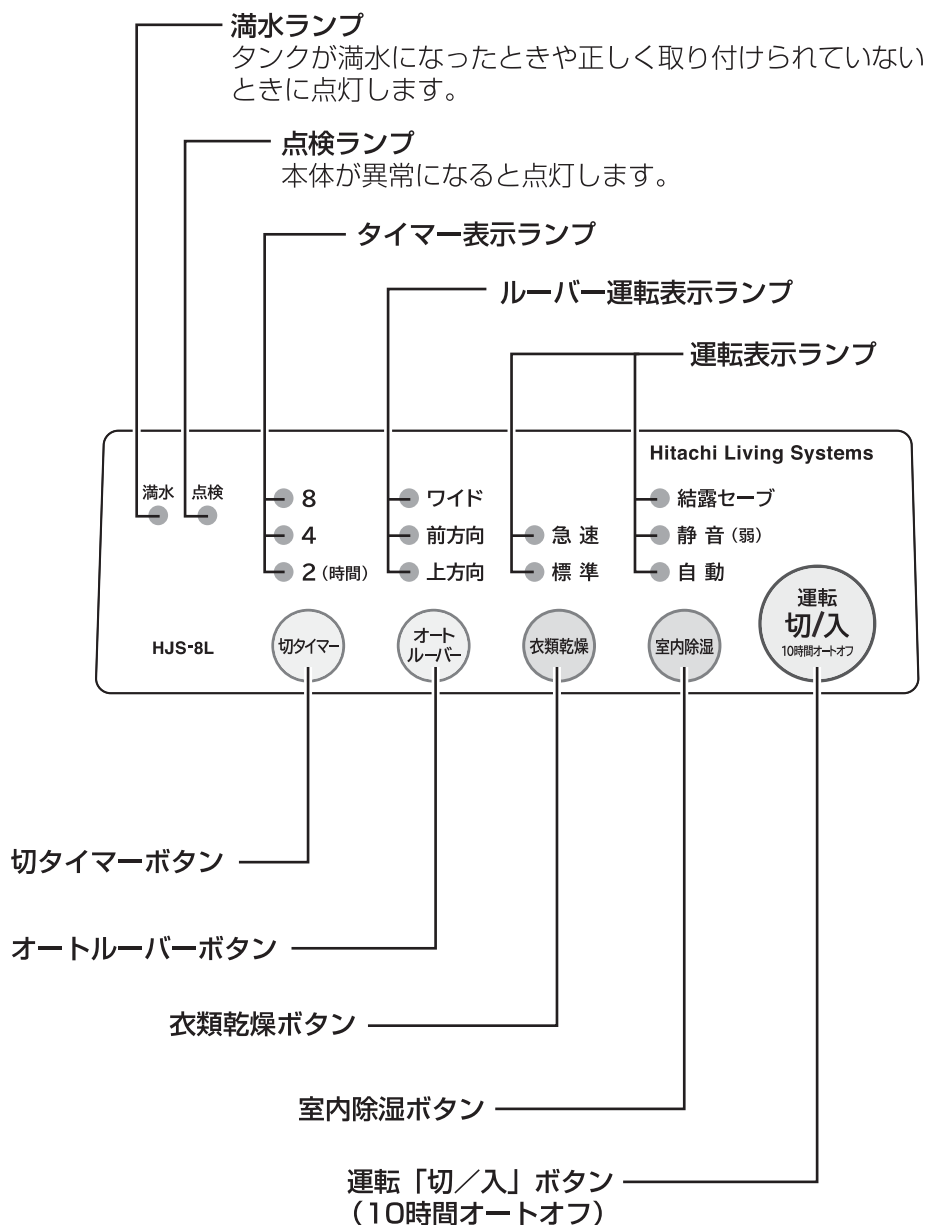 満水ランプ
タンクが満水になったときや正しく取り付けられていない
ときに点灯します。
点検ランプ
本体が異常になると点灯します。
タイマー表示ランプ
ルーバー運転表示ランプ
運転表示ランプ
Hitachi Living Systems
満水 点検
8
4
2(時間)
ワイド
前方向
上方向
急速
標準
結露セーブ
静音(弱)
自動
HJS-8L
切タイマー
オート
ルーバー
衣類乾燥
室内除湿
運転
切/入
10時間オートオフ
切タイマーボタン
オートルーバーボタン
衣類乾燥ボタン
室内除湿ボタン
運転「切／入」ボタン
(10時間オートオフ)